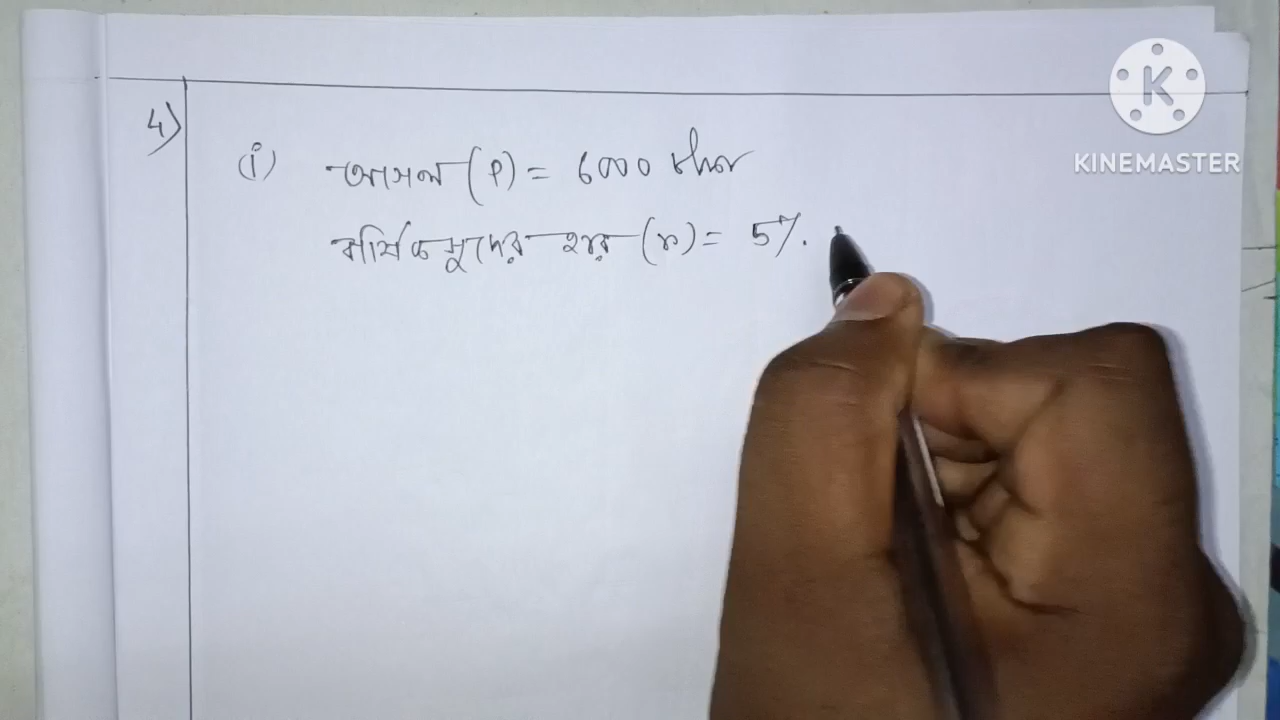 4)
(i) আসল (P) = 6000 টাকা
বার্ষিক সুদের হার (r) = 5%.
K
KINEMASTER